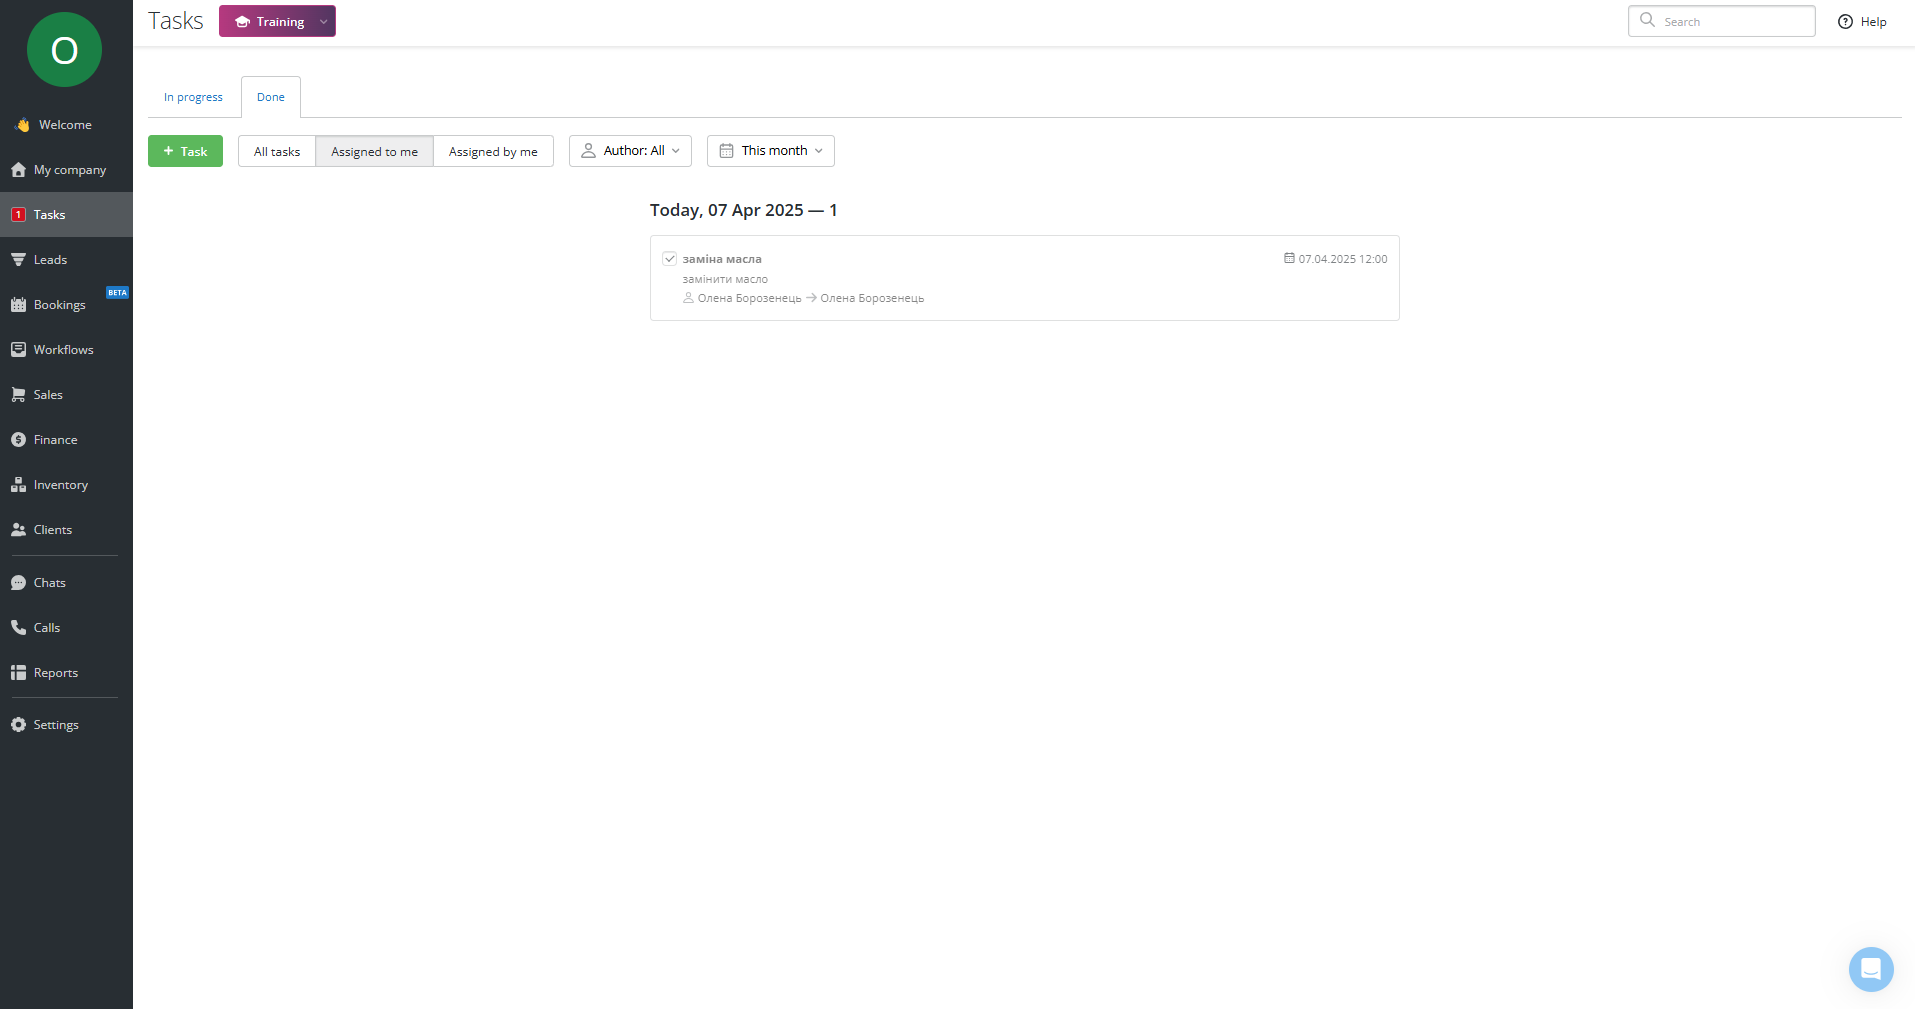 O
Tasks
Training
Search
Help
Welcome
My company
1 Tasks
Leads
Bookings BETA
Workflows
Sales
Finance
Inventory
Clients
Chats
Calls
Reports
Settings
In progress Done
+ Task All tasks Assigned to me Assigned by me Author: All This month
Today, 07 Apr 2025 — 1
заміна масла 07.04.2025 12:00
замінити масло
Олена Борозенець → Олена Борозенець